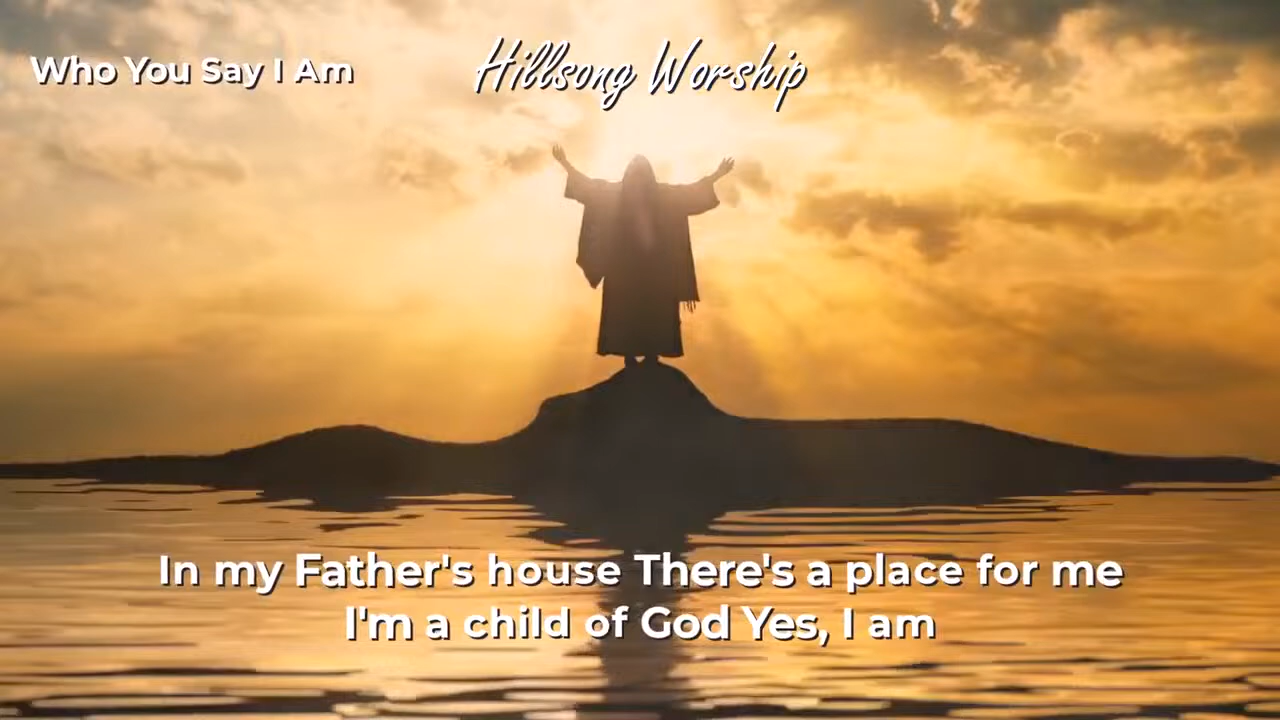 Who You Say I Am
Hillsong Worship
In my Father's house There's a place for me
I'm a child of God Yes, I am